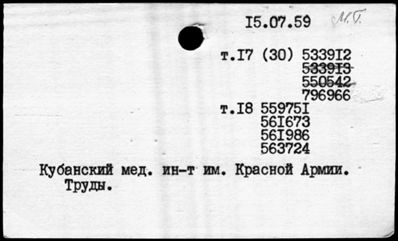 15.07.59 М.Г.
т.17 (30) 533912
533913
550542
796966
т.18 559751
561673
561986
563724
Кубанский мед. ин-т им. Красной Армии.
Труды.